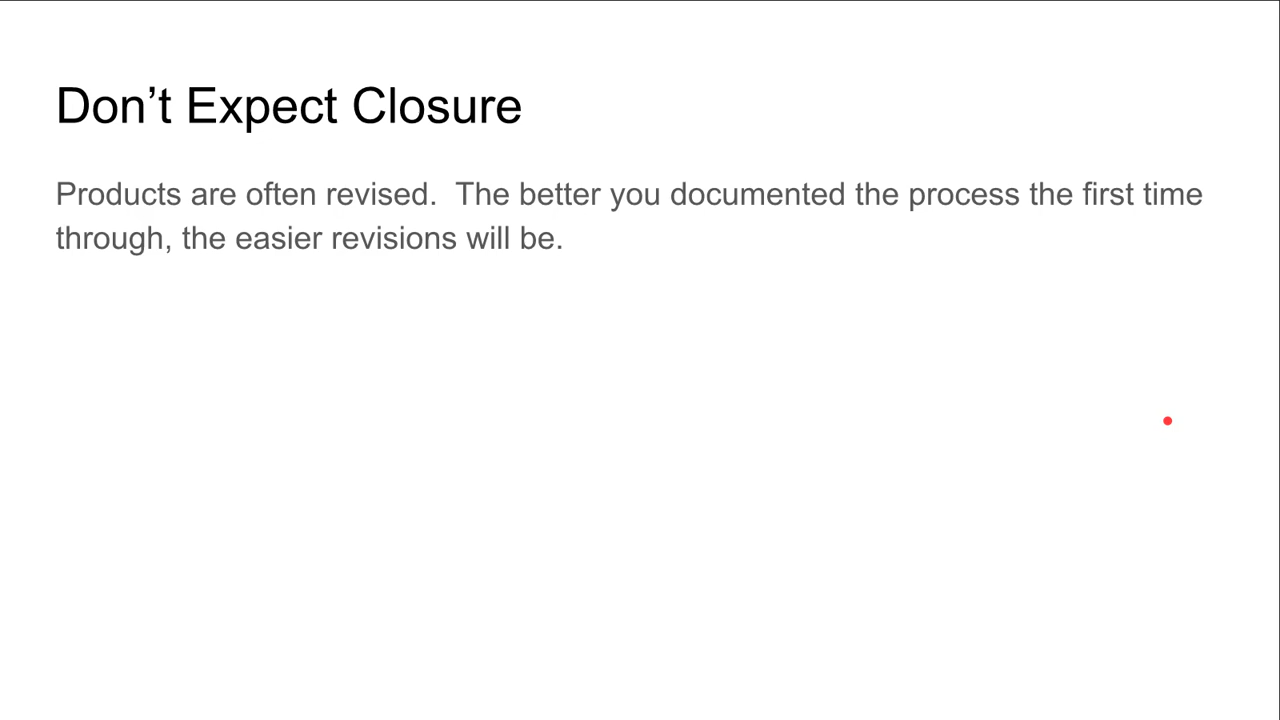 Don’t Expect Closure
Products are often revised.  The better you documented the process the first time
through, the easier revisions will be.